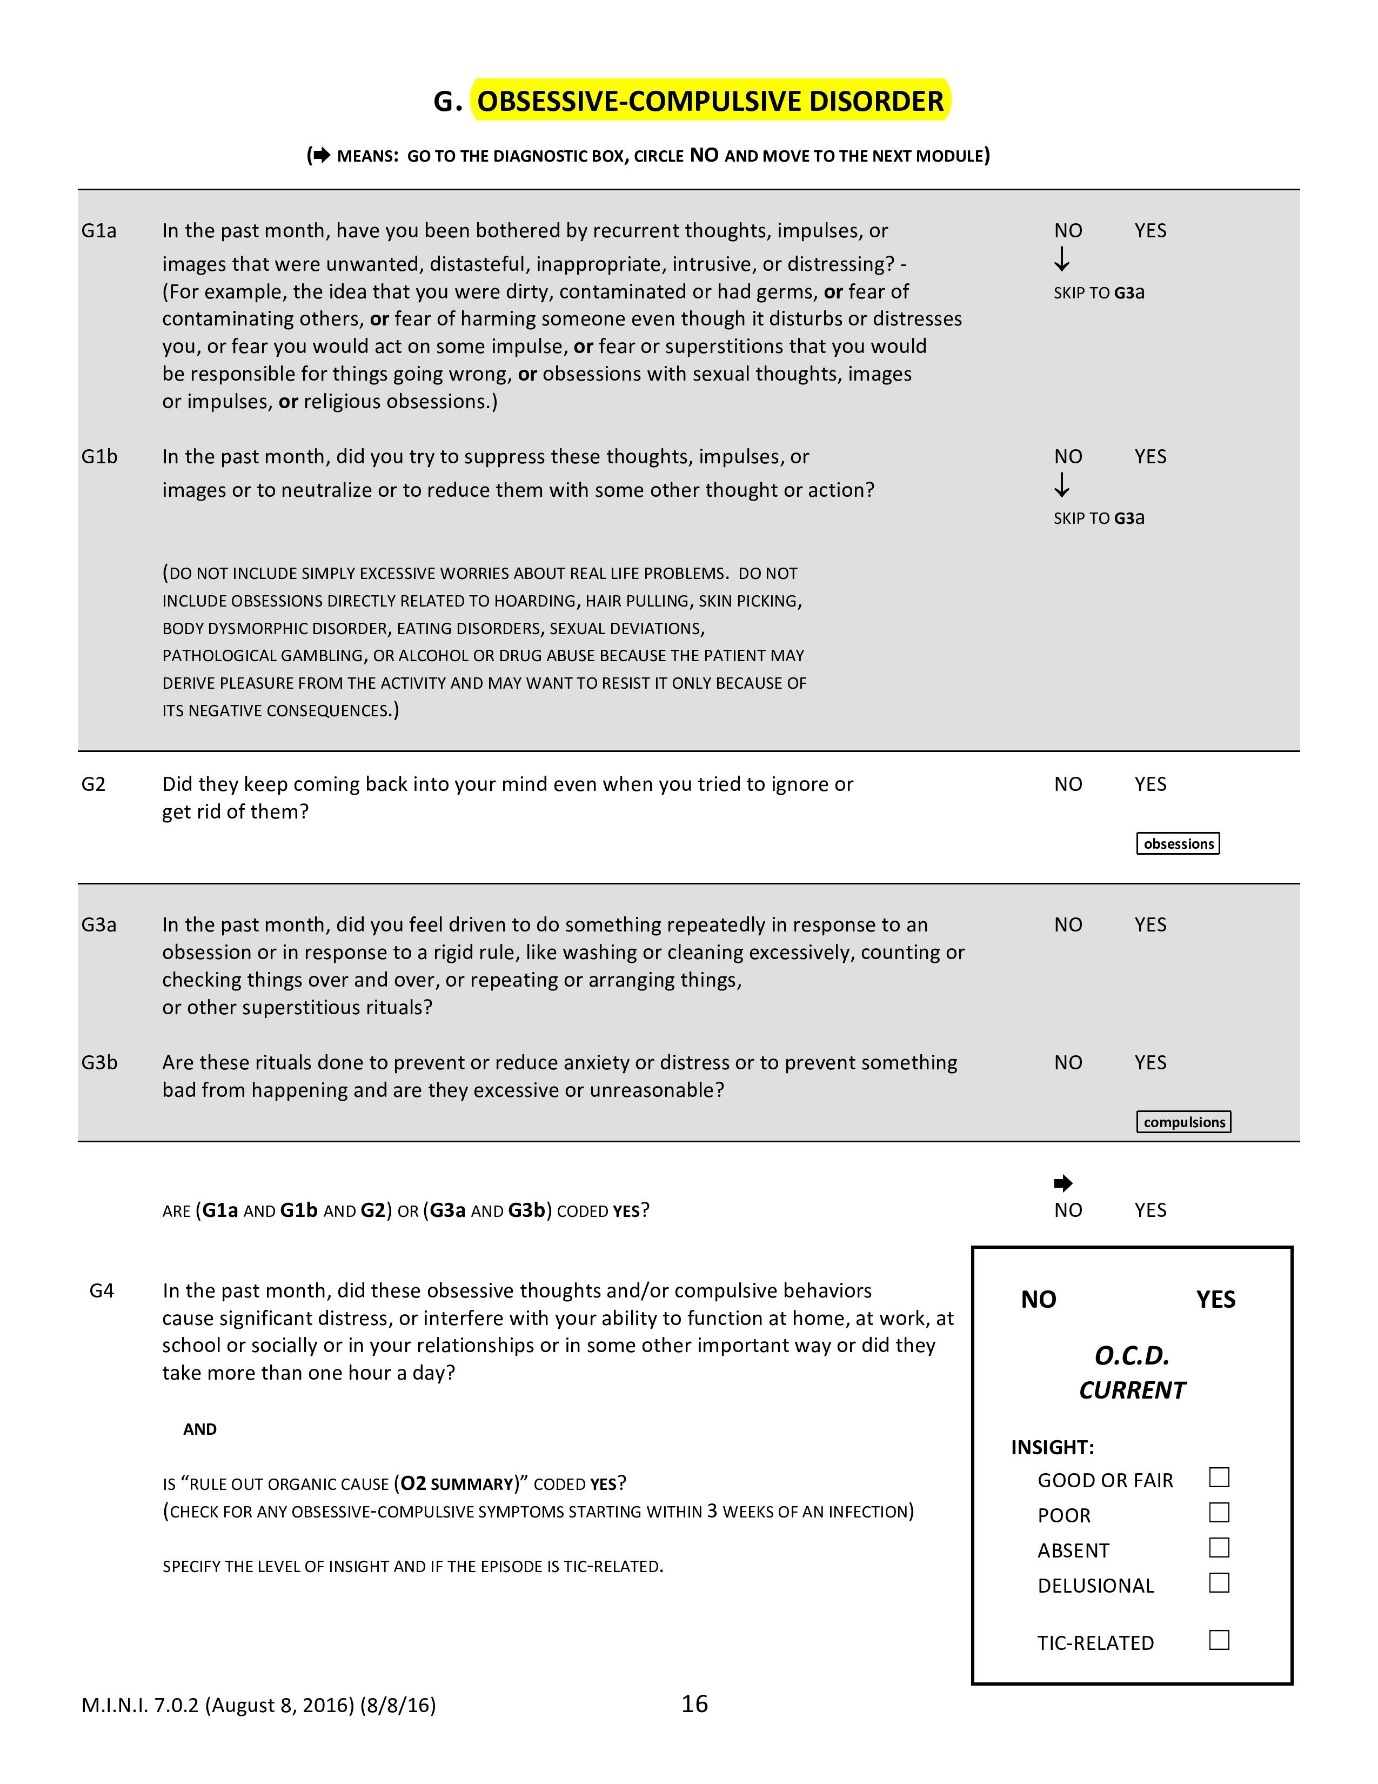 G. OBSESSIVE-COMPULSIVE DISORDER
(➡ MEANS: GO TO THE DIAGNOSTIC BOX, CIRCLE NO AND MOVE TO THE NEXT MODULE)
G1a In the past month, have you been bothered by recurrent thoughts, impulses, or NO YES
images that were unwanted, distasteful, inappropriate, intrusive, or distressing? - ↓
(For example, the idea that you were dirty, contaminated or had germs, or fear of SKIP TO G3a
contaminating others, or fear of harming someone even though it disturbs or distresses
you, or fear you would act on some impulse, or fear or superstitions that you would
be responsible for things going wrong, or obsessions with sexual thoughts, images
or impulses, or religious obsessions.)
G1b In the past month, did you try to suppress these thoughts, impulses, or NO YES
images or to neutralize or to reduce them with some other thought or action? ↓
SKIP TO G3a
(DO NOT INCLUDE SIMPLY EXCESSIVE WORRIES ABOUT REAL LIFE PROBLEMS. DO NOT
INCLUDE OBSESSIONS DIRECTLY RELATED TO HOARDING, HAIR PULLING, SKIN PICKING,
BODY DYSMORPHIC DISORDER, EATING DISORDERS, SEXUAL DEVIATIONS,
PATHOLOGICAL GAMBLING, OR ALCOHOL OR DRUG ABUSE BECAUSE THE PATIENT MAY
DERIVE PLEASURE FROM THE ACTIVITY AND MAY WANT TO RESIST IT ONLY BECAUSE OF
ITS NEGATIVE CONSEQUENCES.)
G2 Did they keep coming back into your mind even when you tried to ignore or NO YES
get rid of them?
obsessions
G3a In the past month, did you feel driven to do something repeatedly in response to an NO YES
obsession or in response to a rigid rule, like washing or cleaning excessively, counting or
checking things over and over, or repeating or arranging things,
or other superstitious rituals?
G3b Are these rituals done to prevent or reduce anxiety or distress or to prevent something NO YES
bad from happening and are they excessive or unreasonable?
compulsions
➡
ARE (G1a AND G1b AND G2) OR (G3a AND G3b) CODED YES? NO YES
G4 In the past month, did these obsessive thoughts and/or compulsive behaviors
cause significant distress, or interfere with your ability to function at home, at work, at
school or socially or in your relationships or in some other important way or did they
take more than one hour a day?
AND
IS “RULE OUT ORGANIC CAUSE (O2 SUMMARY)” CODED YES?
(CHECK FOR ANY OBSESSIVE-COMPULSIVE SYMPTOMS STARTING WITHIN 3 WEEKS OF AN INFECTION)
SPECIFY THE LEVEL OF INSIGHT AND IF THE EPISODE IS TIC-RELATED.
NO YES
O.C.D.
CURRENT
INSIGHT:
GOOD OR FAIR ☐
POOR ☐
ABSENT ☐
DELUSIONAL ☐
TIC-RELATED ☐
M.I.N.I. 7.0.2 (August 8, 2016) (8/8/16) 16